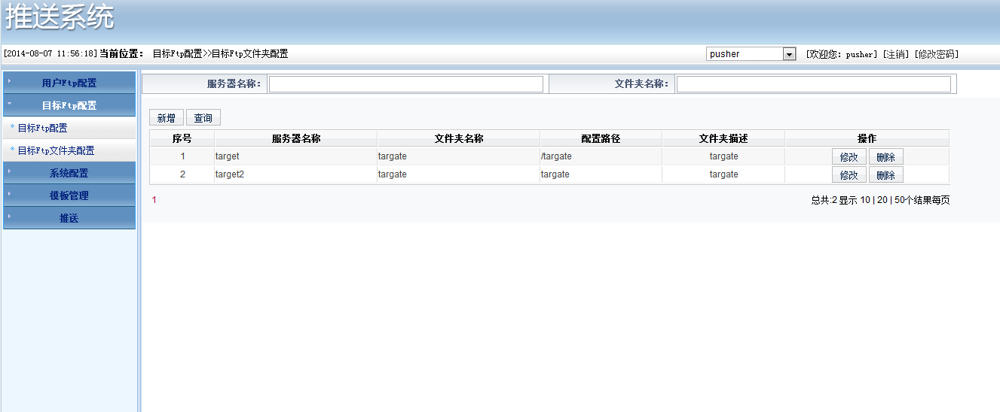 推送系统
[2014-08-07 11:56:18] 当前位置： 目标Ftp配置>>目标Ftp文件夹配置 pusher [欢迎您：pusher] [注销] [修改密码]
用户Ftp配置
目标Ftp配置
目标Ftp配置
目标Ftp文件夹配置
系统配置
模板管理
推送
服务器名称： 文件夹名称：
新增 查询
序号 服务器名称 文件夹名称 配置路径 文件夹描述 操作
1 target targate /targate targate 修改 删除
2 target2 targate targate targate 修改 删除
1 总共:2 显示 10 | 20 | 50个结果每页